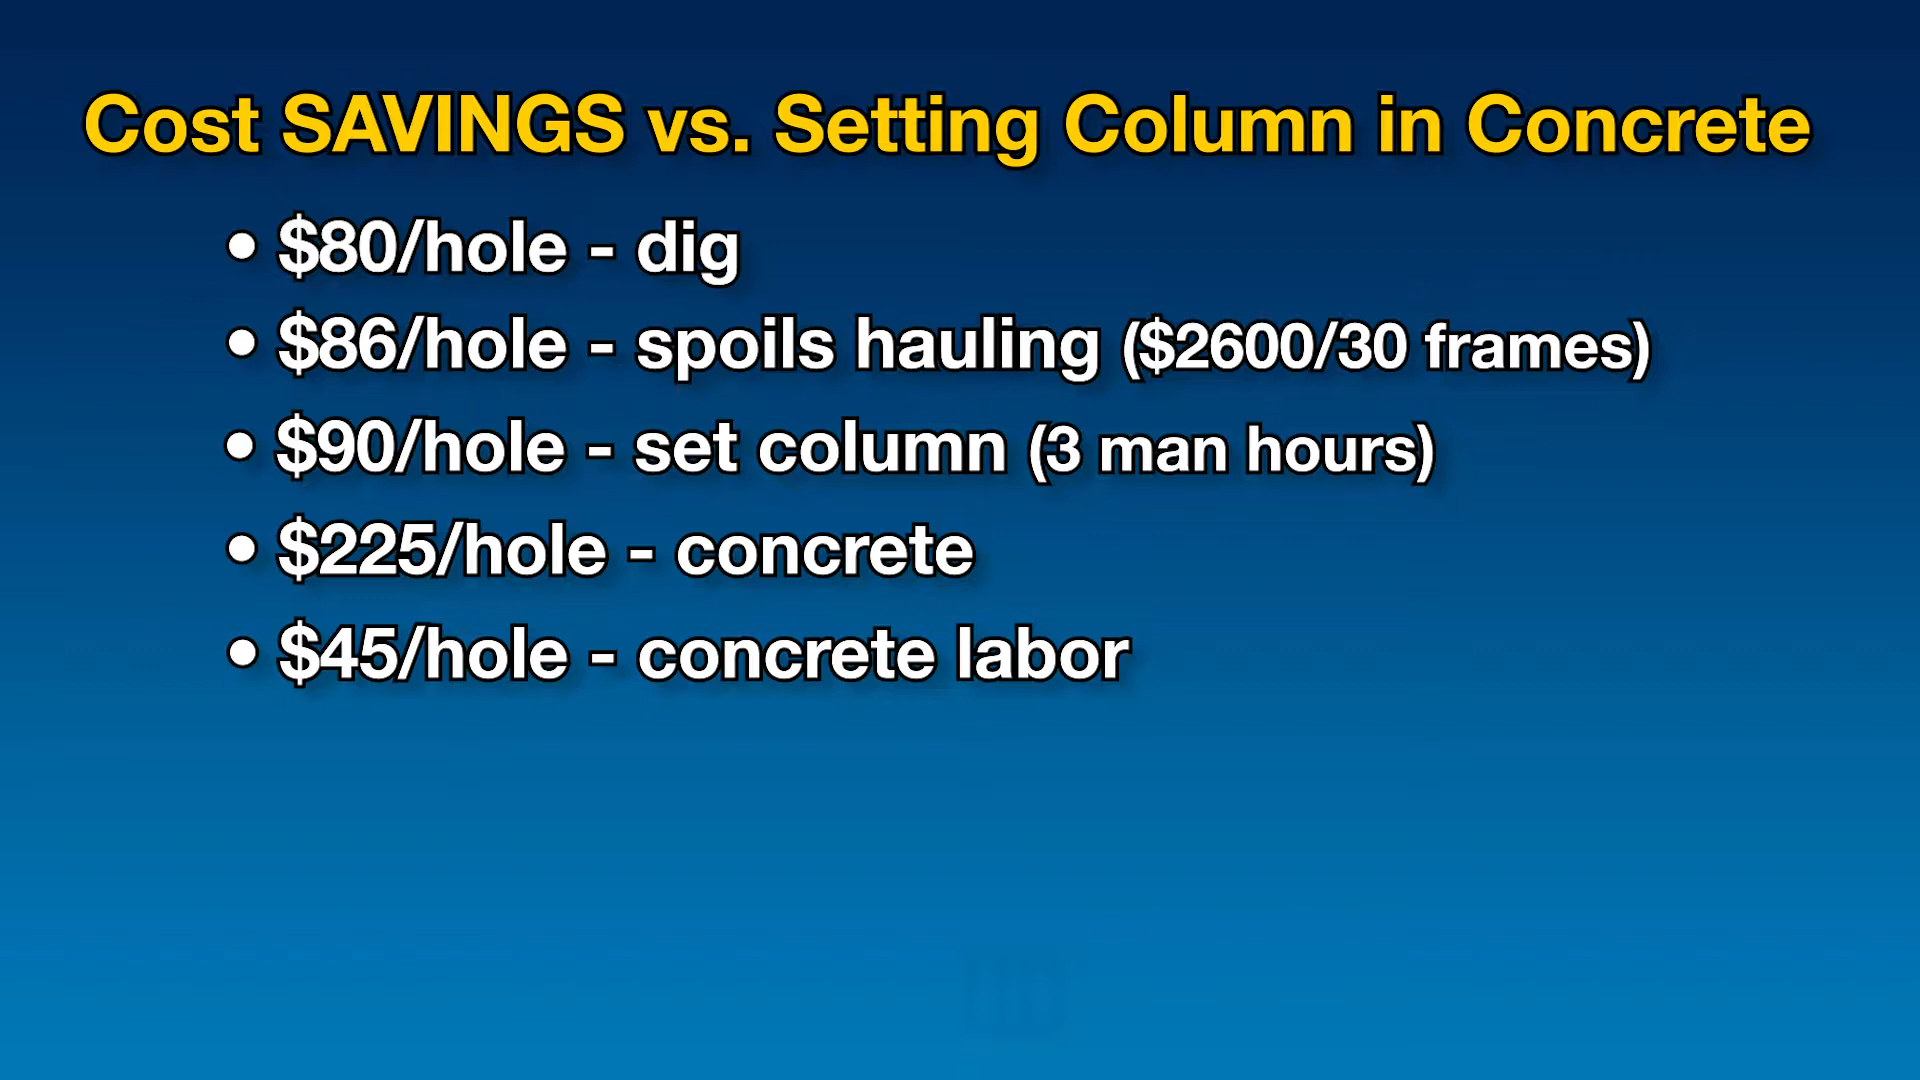 Cost SAVINGS vs. Setting Column in Concrete
• $80/hole - dig
• $86/hole - spoils hauling ($2600/30 frames)
• $90/hole - set column (3 man hours)
• $225/hole - concrete
• $45/hole - concrete labor